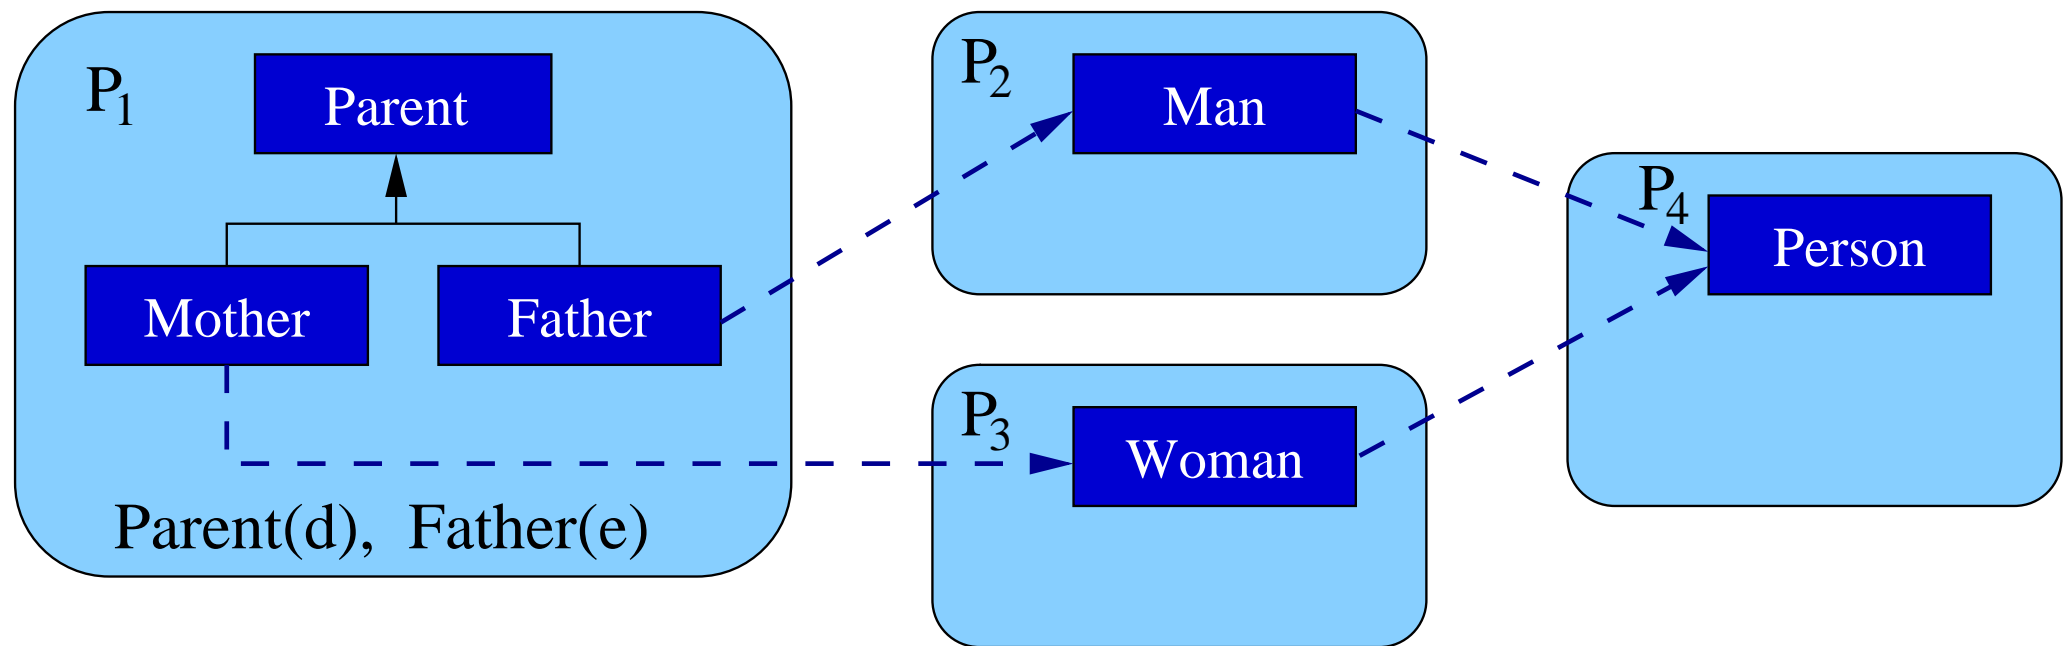 P1
Parent
Mother
Father
Parent(d), Father(e)
P2
Man
P3
Woman
P4
Person